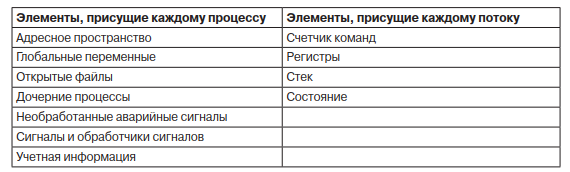 Элементы, присущие каждому процессу Элементы, присущие каждому потоку
Адресное пространство Счетчик команд
Глобальные переменные Регистры
Открытые файлы Стек
Дочерние процессы Состояние
Необработанные аварийные сигналы
Сигналы и обработчики сигналов
Учетная информация